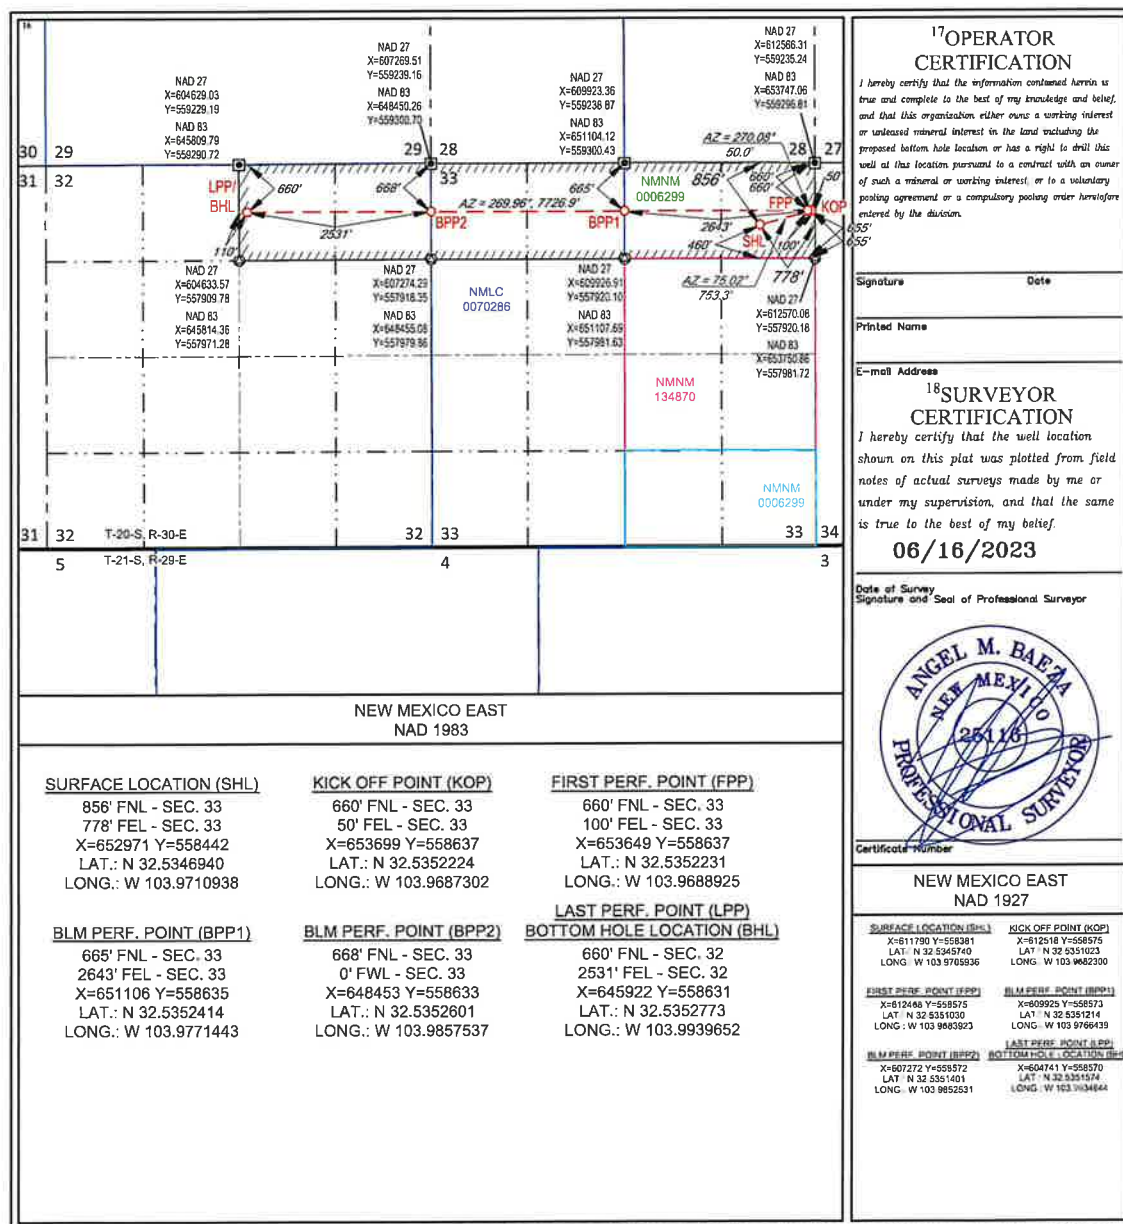 16
NAD 27
X=604629.03
Y=559229.19
NAD 83
X=645809.79
Y=559290.72
NAD 27
X=607269.51
Y=559239.16
NAD 83
X=648450.26
Y=559300.70
NAD 27
X=609923.36
Y=559238.87
NAD 83
X=651104.12
Y=559300.43
NAD 27
X=612566.31
Y=559235.24
NAD 83
X=653747.06
Y=559296.81
AZ = 270.08°
50.0'
30 29
31 32
29 28
33
28 27
LPP/
BHL
660'
668'
665'
NMNM
0006299
856'
660'
660'
50'
AZ = 269.96°, 7726.9'
FPP
KOP
2531'
BPP2
BPP1
2643'
SHL
655'
655'
110'
460'
100'
778'
AZ = 75.02°
753.3'
NAD 27
X=604633.57
Y=557909.78
NAD 83
X=645814.36
Y=557971.28
NAD 27
X=607274.29
Y=557918.35
NAD 83
X=648455.08
Y=557979.86
NMLC
0070286
NAD 27
X=609926.91
Y=557920.10
NAD 83
X=651107.69
Y=557981.63
NAD 27
X=612570.08
Y=557920.18
NAD 83
X=653750.86
Y=557981.72
NMNM
134870
NMNM
0006299
31 32
T-20-S, R-30-E
32 33
33 34
5
T-21-S, R-29-E
4
3
NEW MEXICO EAST
NAD 1983
SURFACE LOCATION (SHL)
856' FNL - SEC. 33
778' FEL - SEC. 33
X=652971 Y=558442
LAT.: N 32.5346940
LONG.: W 103.9710938
KICK OFF POINT (KOP)
660' FNL - SEC. 33
50' FEL - SEC. 33
X=653699 Y=558637
LAT.: N 32.5352224
LONG.: W 103.9687302
FIRST PERF. POINT (FPP)
660' FNL - SEC. 33
100' FEL - SEC. 33
X=653649 Y=558637
LAT.: N 32.5352231
LONG.: W 103.9688925
BLM PERF. POINT (BPP1)
665' FNL - SEC. 33
2643' FEL - SEC. 33
X=651106 Y=558635
LAT.: N 32.5352414
LONG.: W 103.9771443
BLM PERF. POINT (BPP2)
668' FNL - SEC. 33
0' FWL - SEC. 33
X=648453 Y=558633
LAT.: N 32.5352601
LONG.: W 103.9857537
LAST PERF. POINT (LPP)
BOTTOM HOLE LOCATION (BHL)
660' FNL - SEC. 32
2531' FEL - SEC. 32
X=645922 Y=558631
LAT.: N 32.5352773
LONG.: W 103.9939652
17OPERATOR
CERTIFICATION
I hereby certify that the information contained herein is
true and complete to the best of my knowledge and belief,
and that this organization either owns a working interest
or unleased mineral interest in the land including the
proposed bottom hole location or has a right to drill this
well at this location pursuant to a contract with an owner
of such a mineral or working interest, or to a voluntary
pooling agreement or a compulsory pooling order heretofore
entered by the division.
Signature Date
Printed Name
E-mail Address
18SURVEYOR
CERTIFICATION
I hereby certify that the well location
shown on this plat was plotted from field
notes of actual surveys made by me or
under my supervision, and that the same
is true to the best of my belief.
06/16/2023
Date of Survey
Signature and Seal of Professional Surveyor
ANGEL M. BAEZA
NEW MEXICO
25116
PROFESSIONAL SURVEYOR
Certificate Number
NEW MEXICO EAST
NAD 1927
SURFACE LOCATION (SHL)
X=611790 Y=558381
LAT.: N 32.5345740
LONG.: W 103.9705936
KICK OFF POINT (KOP)
X=612518 Y=558575
LAT.: N 32.5351023
LONG.: W 103.9682300
FIRST PERF. POINT (FPP)
X=612468 Y=558575
LAT.: N 32.5351030
LONG.: W 103.9683923
BLM PERF. POINT (BPP1)
X=609925 Y=558573
LAT.: N 32.5351214
LONG.: W 103.9766439
BLM PERF. POINT (BPP2)
X=607272 Y=558572
LAT.: N 32.5351401
LONG.: W 103.9852531
LAST PERF. POINT (LPP)
BOTTOM HOLE LOCATION (BH
X=604741 Y=558570
LAT.: N 32.5351574
LONG.: W